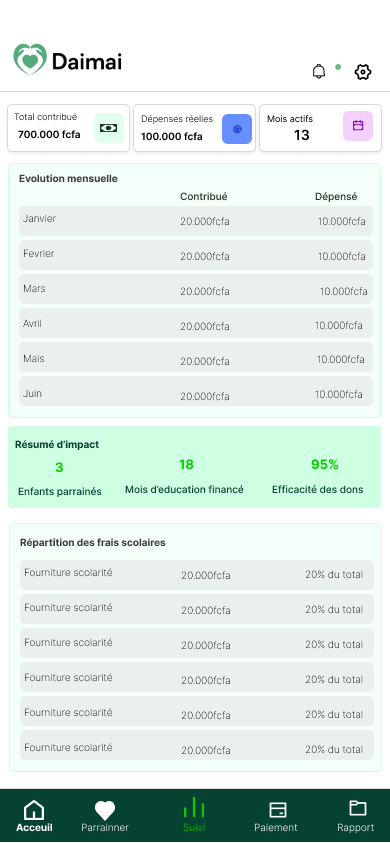 Daimai
Total contribué
700.000 fcfa
Dépenses réelles
100.000 fcfa
Mois actifs
13
Evolution mensuelle
Contribué Dépensé
Janvier 20.000fcfa 10.000fcfa
Fevrier 20.000fcfa 10.000fcfa
Mars 20.000fcfa 10.000fcfa
Avril 20.000fcfa 10.000fcfa
Mais 20.000fcfa 10.000fcfa
Juin 20.000fcfa 10.000fcfa
Résumé d'impact
3
Enfants parrainés
18
Mois d'education financé
95%
Efficacité des dons
Répartition des frais scolaires
Fourniture scolarité 20.000fcfa 20% du total
Fourniture scolarité 20.000fcfa 20% du total
Fourniture scolarité 20.000fcfa 20% du total
Fourniture scolarité 20.000fcfa 20% du total
Fourniture scolarité 20.000fcfa 20% du total
Fourniture scolarité 20.000fcfa 20% du total
Acceuil Parrainner Suivi Paiement Rapport